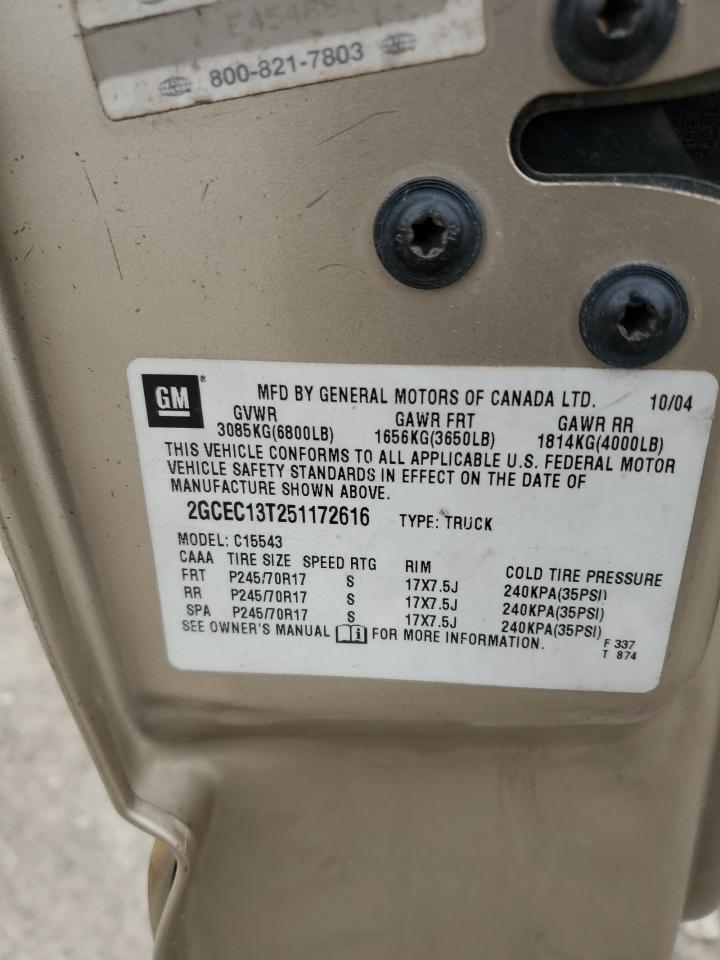 800-821-7803
GM ®
MFD BY GENERAL MOTORS OF CANADA LTD. 10/04
GVWR GAWR FRT GAWR RR
3085KG(6800LB) 1656KG(3650LB) 1814KG(4000LB)
THIS VEHICLE CONFORMS TO ALL APPLICABLE U.S. FEDERAL MOTOR
VEHICLE SAFETY STANDARDS IN EFFECT ON THE DATE OF
MANUFACTURE SHOWN ABOVE.
2GCEC13T251172616 TYPE: TRUCK
MODEL: C15543
CAAA TIRE SIZE SPEED RTG RIM COLD TIRE PRESSURE
FRT P245/70R17 S 17X7.5J 240KPA(35PSI)
RR P245/70R17 S 17X7.5J 240KPA(35PSI)
SPA P245/70R17 S 17X7.5J 240KPA(35PSI)
SEE OWNER'S MANUAL i FOR MORE INFORMATION.
F 337
T 874